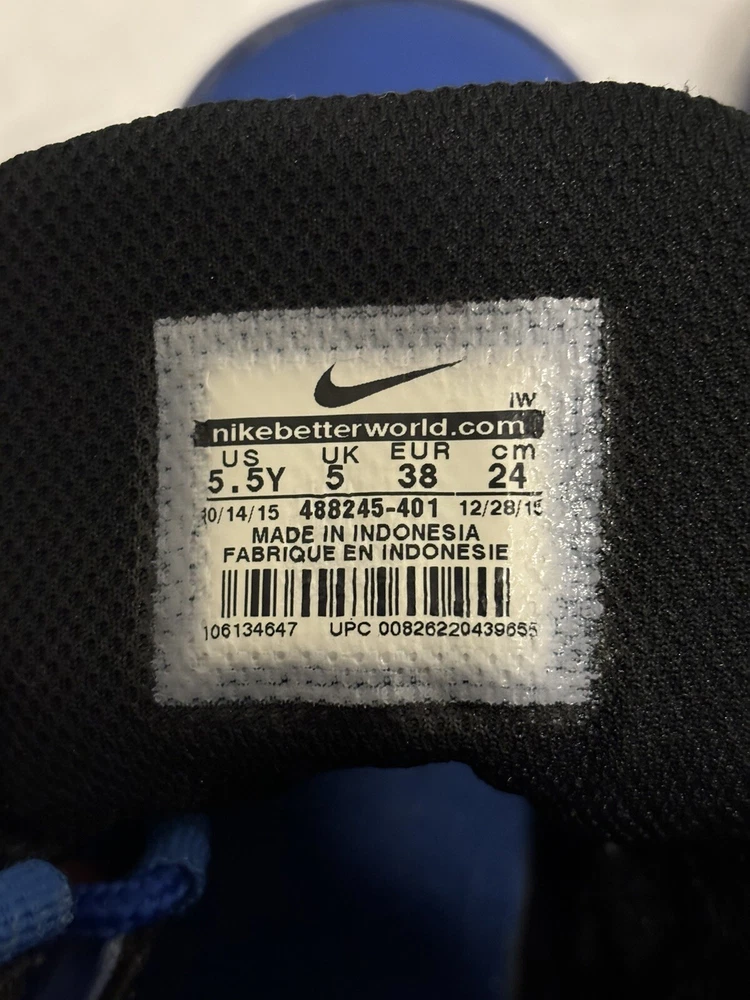 IW
nikebetterworld.com
US UK EUR cm
5.5Y 5 38 24
10/14/15 488245-401 12/28/15
MADE IN INDONESIA
FABRIQUE EN INDONESIE
106134647 UPC 00826220439655